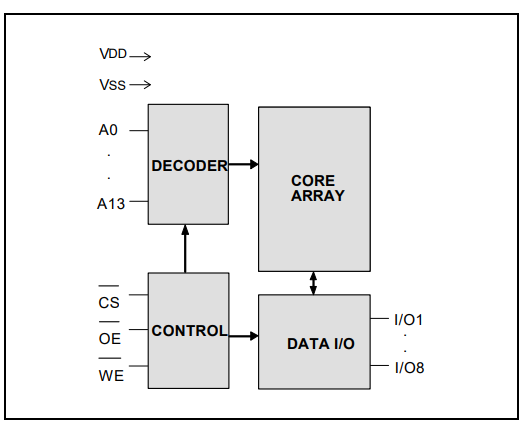 VDD
VSS
A0
.
.
A13
DECODER
CORE
ARRAY
CS
OE
WE
CONTROL
DATA I/O
I/O1
.
.
I/O8